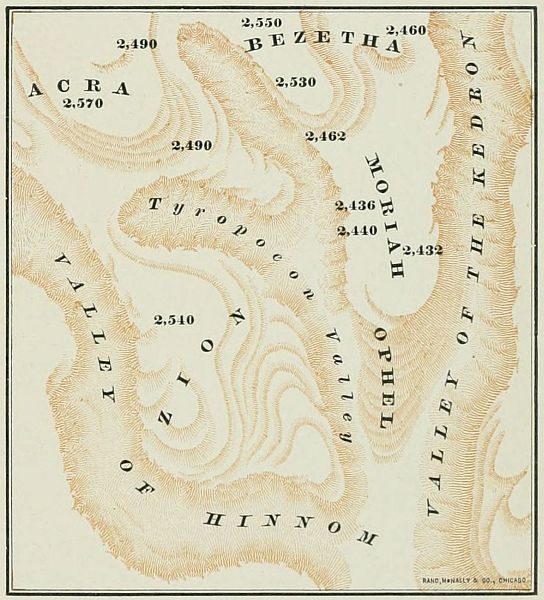 2,550
2,460
2,490
BEZETHA
ACRA
2,570
2,530
2,462
2,490
MORIAH
2,436
2,440
2,432
Tyropoeon Valley
VALLEY OF THE KEDRON
VALLEY OF HINNOM
2,540
ZION
OPHEL
RAND, McNALLY & CO., CHICAGO